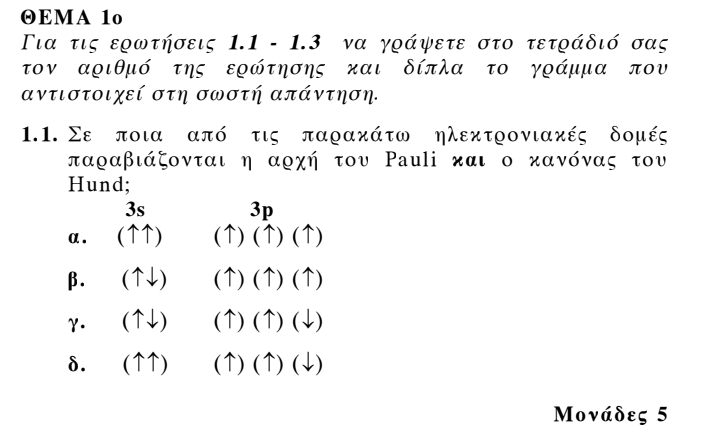 ΘΕΜΑ 1ο
Για τις ερωτήσεις 1.1 - 1.3 να γράψετε στο τετράδιό σας
τον αριθμό της ερώτησης και δίπλα το γράμμα που
αντιστοιχεί στη σωστή απάντηση.
1.1. Σε ποια από τις παρακάτω ηλεκτρονιακές δομές
παραβιάζονται η αρχή του Pauli και ο κανόνας του
Hund;
3s 3p
α. (↑↑) (↑) (↑) (↑)
β. (↑↓) (↑) (↑) (↑)
γ. (↑↓) (↑) (↑) (↓)
δ. (↑↑) (↑) (↑) (↓)
Μονάδες 5